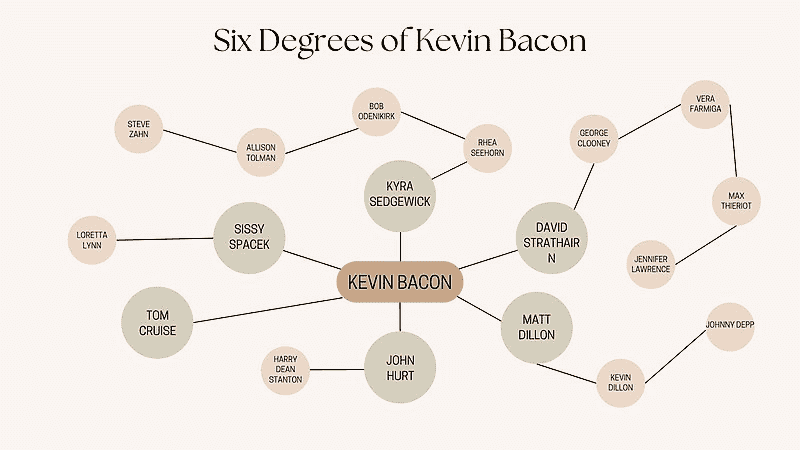 Six Degrees of Kevin Bacon
STEVE
ZAHN
ALLISON
TOLMAN
BOB
ODENIKIRK
RHEA
SEEHORN
GEORGE
CLOONEY
VERA
FARMIGA
MAX
THIERIOT
JENNIFER
LAWRENCE
KYRA
SEDGEWICK
LORETTA
LYNN
SISSY
SPACEK
DAVID
STRATHAIR
N
KEVIN BACON
TOM
CRUISE
MATT
DILLON
JOHNNY DEPP
HARRY
DEAN
STANTON
JOHN
HURT
KEVIN
DILLON